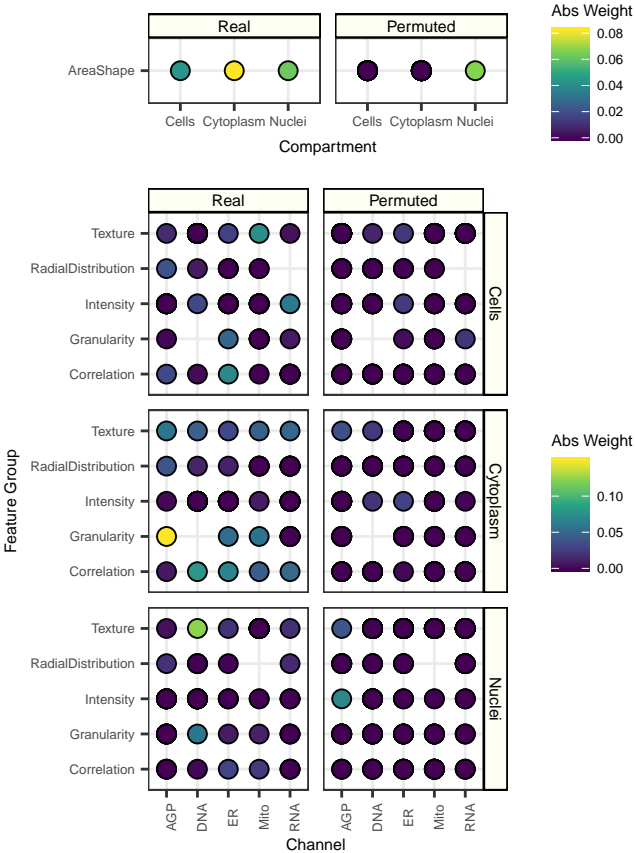 Real Permuted
AreaShape
Cells Cytoplasm Nuclei Cells Cytoplasm Nuclei
Compartment
Abs Weight
0.08
0.06
0.04
0.02
0.00
Real Permuted
Feature Group
Texture
RadialDistribution
Intensity
Granularity
Correlation
Cells
Texture
RadialDistribution
Intensity
Granularity
Correlation
Cytoplasm
Texture
RadialDistribution
Intensity
Granularity
Correlation
Nuclei
AGP DNA ER Mito RNA AGP DNA ER Mito RNA
Channel
Abs Weight
0.10
0.05
0.00